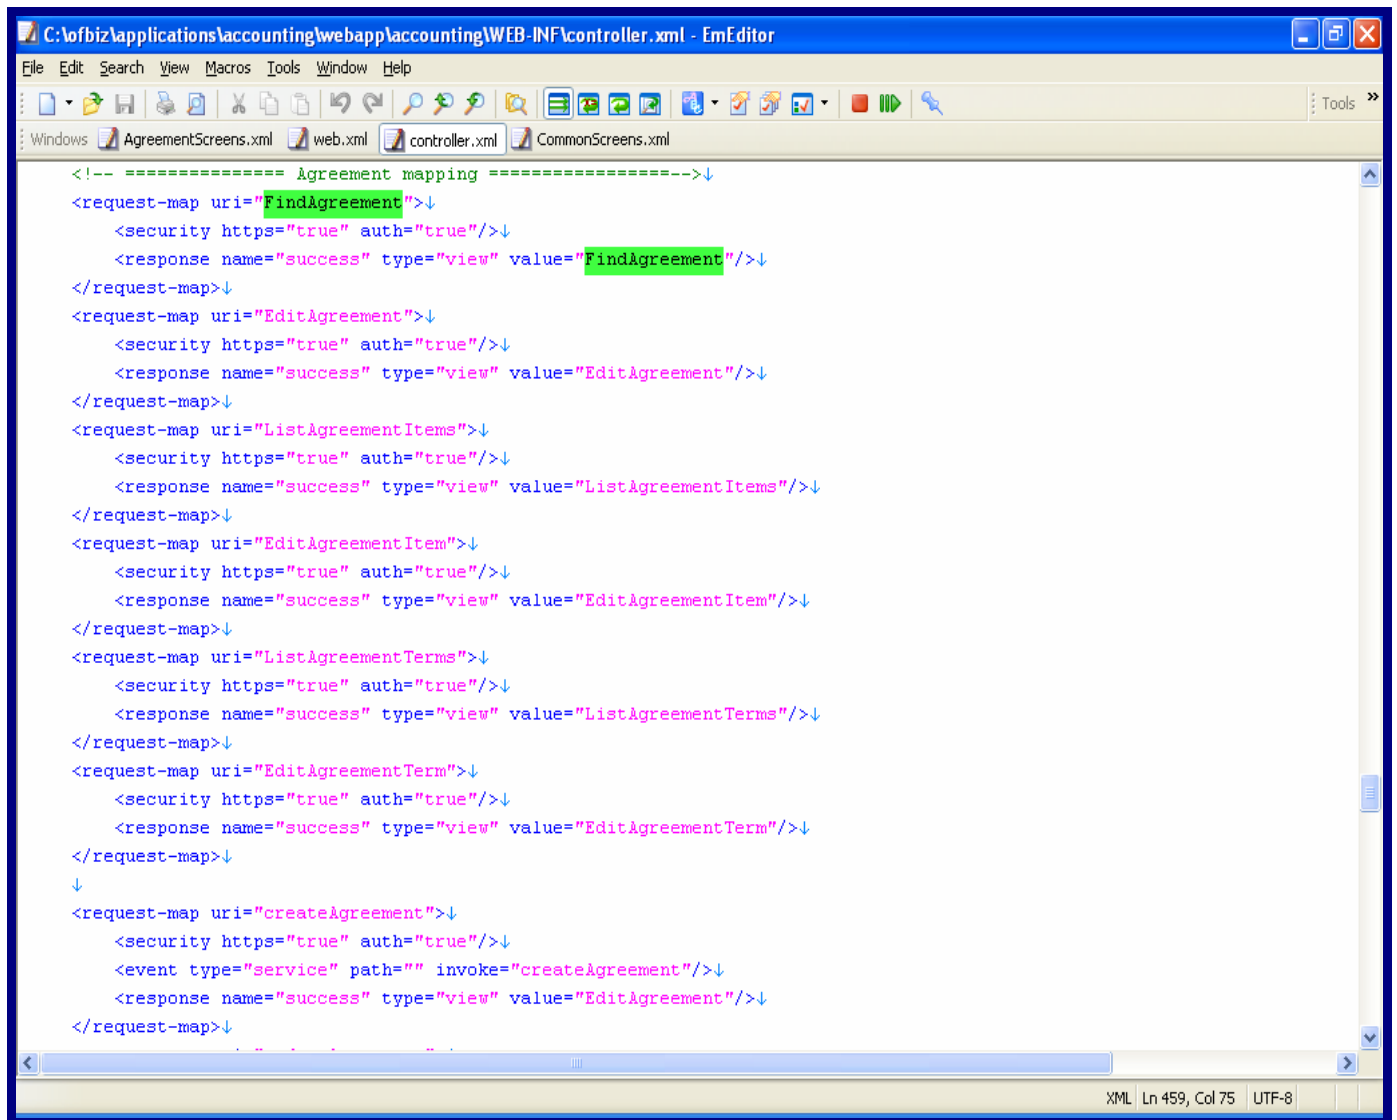 C:\ofbiz\applications\accounting\webapp\accounting\WEB-INF\controller.xml - EmEditor
File Edit Search View Macros Tools Window Help
Tools »
Windows AgreementScreens.xml web.xml controller.xml CommonScreens.xml
<!-- =============== Agreement mapping ==================-->↓
<request-map uri="FindAgreement">↓
<security https="true" auth="true"/>↓
<response name="success" type="view" value="FindAgreement"/>↓
</request-map>↓
<request-map uri="EditAgreement">↓
<security https="true" auth="true"/>↓
<response name="success" type="view" value="EditAgreement"/>↓
</request-map>↓
<request-map uri="ListAgreementItems">↓
<security https="true" auth="true"/>↓
<response name="success" type="view" value="ListAgreementItems"/>↓
</request-map>↓
<request-map uri="EditAgreementItem">↓
<security https="true" auth="true"/>↓
<response name="success" type="view" value="EditAgreementItem"/>↓
</request-map>↓
<request-map uri="ListAgreementTerms">↓
<security https="true" auth="true"/>↓
<response name="success" type="view" value="ListAgreementTerms"/>↓
</request-map>↓
<request-map uri="EditAgreementTerm">↓
<security https="true" auth="true"/>↓
<response name="success" type="view" value="EditAgreementTerm"/>↓
</request-map>↓
↓
<request-map uri="createAgreement">↓
<security https="true" auth="true"/>↓
<event type="service" path="" invoke="createAgreement"/>↓
<response name="success" type="view" value="EditAgreement"/>↓
</request-map>↓
XML Ln 459, Col 75 UTF-8